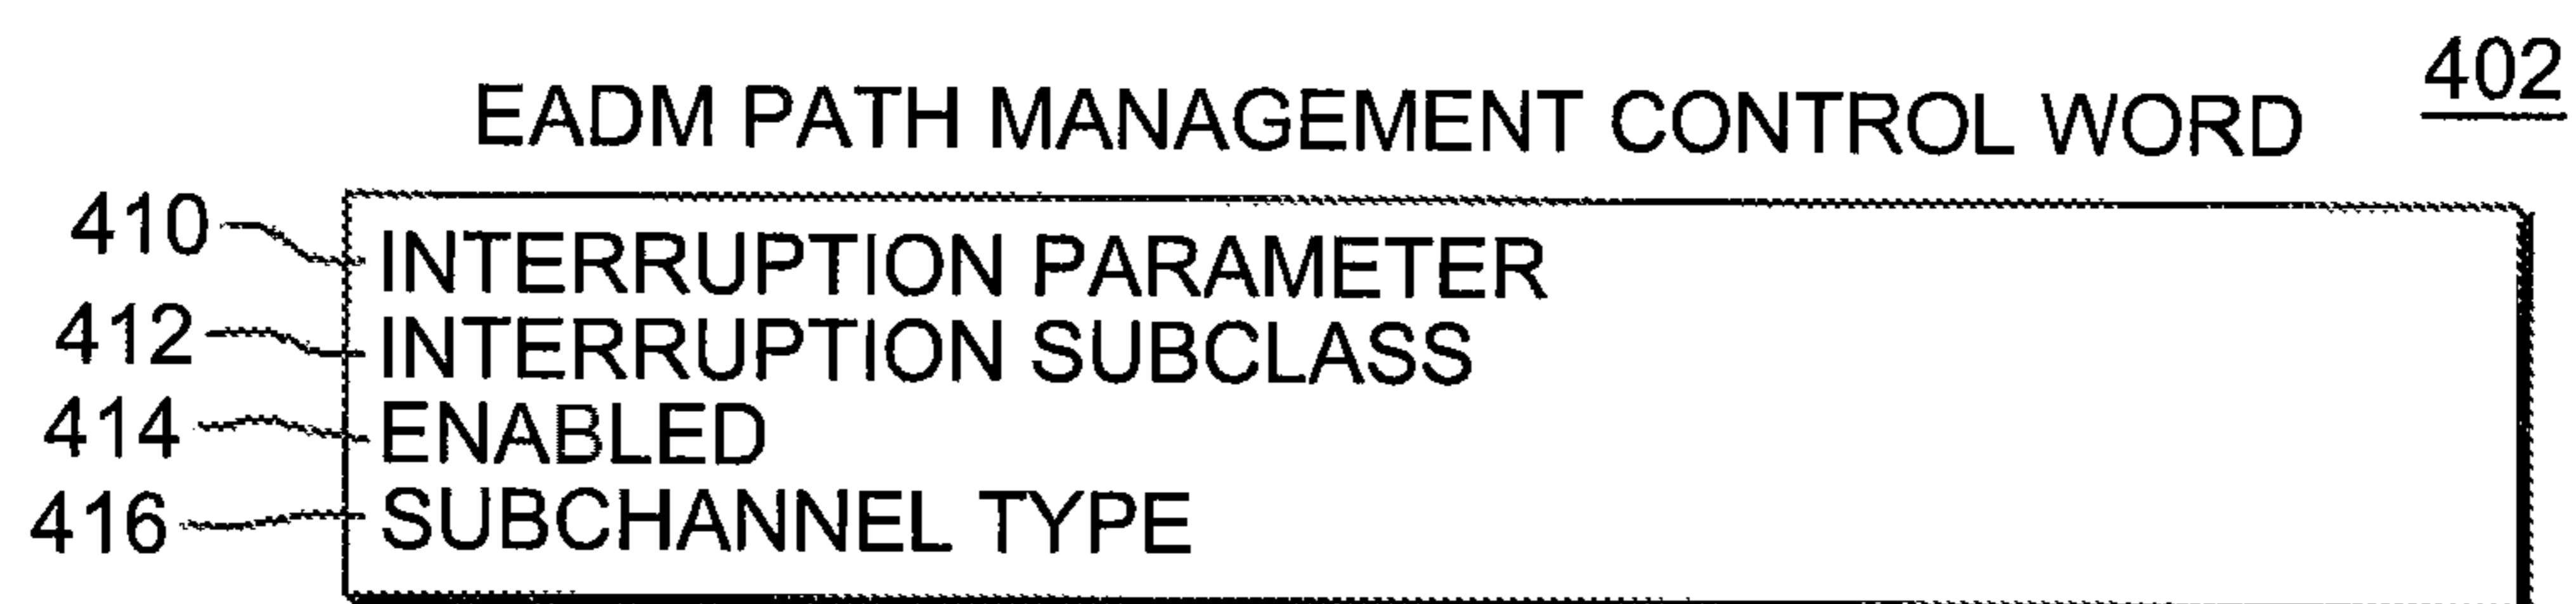 EADM PATH MANAGEMENT CONTROL WORD 402
410 INTERRUPTION PARAMETER
412 INTERRUPTION SUBCLASS
414 ENABLED
416 SUBCHANNEL TYPE